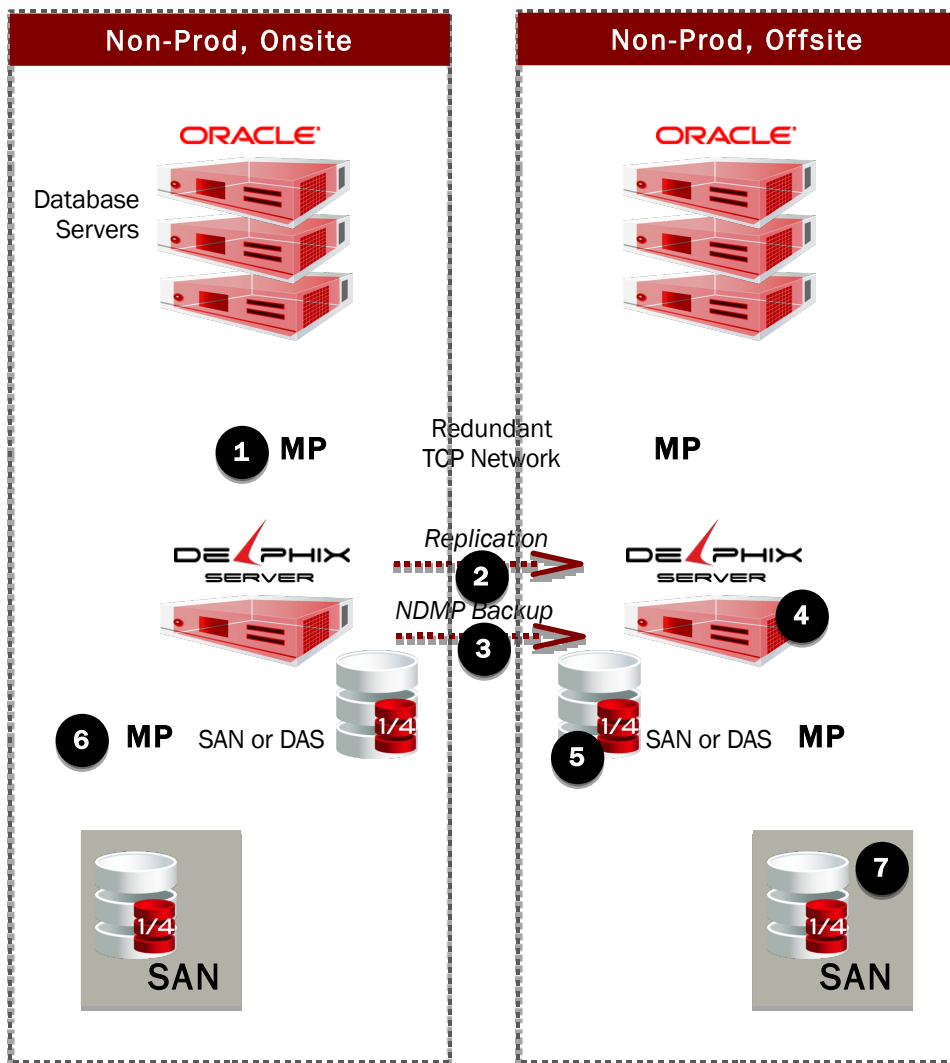 Non-Prod, Onsite
Non-Prod, Offsite
ORACLE'
ORACLE'
Database
Servers
1 MP
Redundant
TCP Network
MP
DELPHIX
SERVER
Replication
2
DELPHIX
SERVER
NDMP Backup
3
4
1/4
1/4
6 MP SAN or DAS
5
SAN or DAS MP
1/4
SAN
7
1/4
SAN